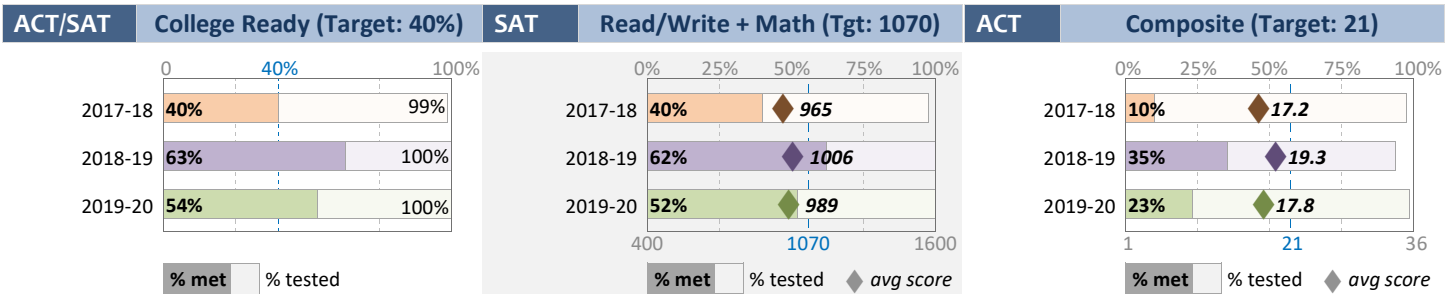 ACT/SAT College Ready (Target: 40%)
0 40% 100%
2017-18 40% 99%
2018-19 63% 100%
2019-20 54% 100%
% met % tested
SAT Read/Write + Math (Tgt: 1070)
0% 25% 50% 75% 100%
2017-18 40% 965
2018-19 62% 1006
2019-20 52% 989
400 1070 1600
% met % tested avg score
ACT Composite (Target: 21)
0% 25% 50% 75% 100%
2017-18 10% 17.2
2018-19 35% 19.3
2019-20 23% 17.8
1 21 36
% met % tested avg score